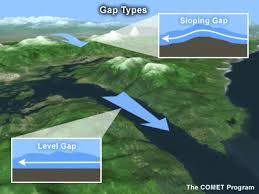 Gap Types
Sloping Gap
Level Gap
The COMET Program